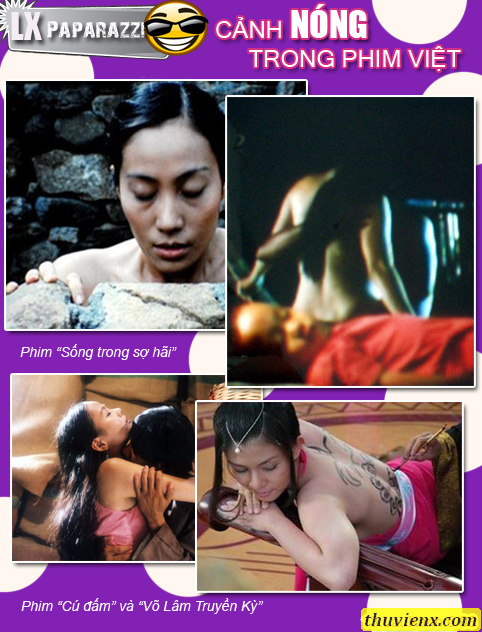 LX PAPARAZZI
CẢNH NÓNG
TRONG PHIM VIỆT
Phim “Sống trong sợ hãi”
Phim “Cú đấm” và “Võ Lâm Truyền Kỳ”
thuvienx.com